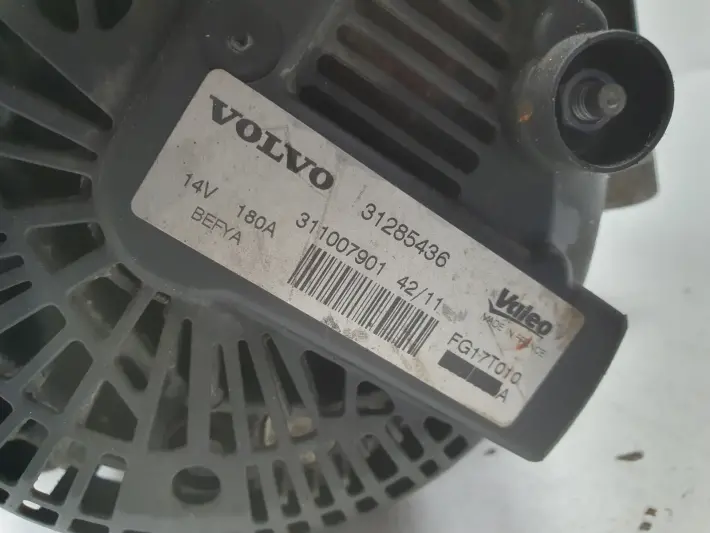 VOLVO 31285436
14V 180A 311007901 42/11
BEFYA
Valeo
MADE IN FRANCE
FG17T010
A